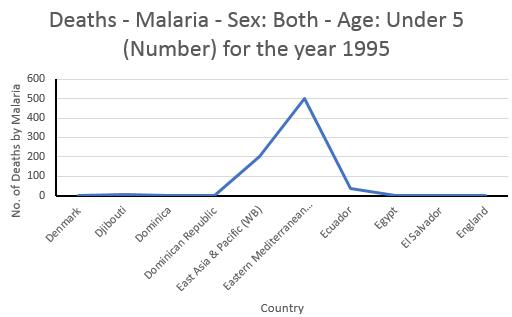 Deaths - Malaria - Sex: Both - Age: Under 5
(Number) for the year 1995
No. of Deaths by Malaria
600
500
400
300
200
100
0
Denmark
Djibouti
Dominica
Dominican Republic
East Asia & Pacific (WB)
Eastern Mediterranean...
Ecuador
Egypt
El Salvador
England
Country